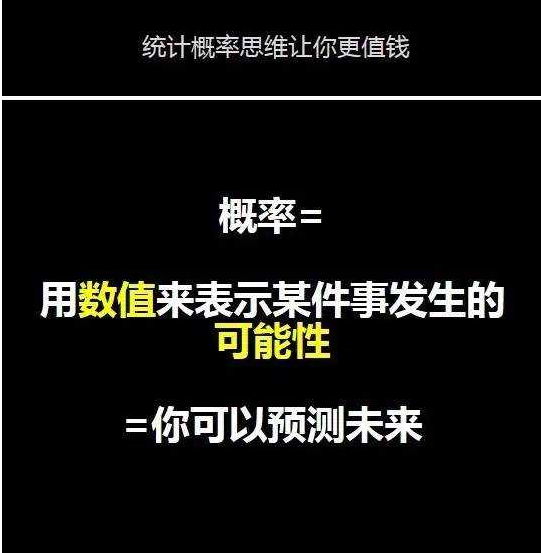 统计概率思维让你更值钱
概率=
用数值来表示某件事发生的
可能性
=你可以预测未来